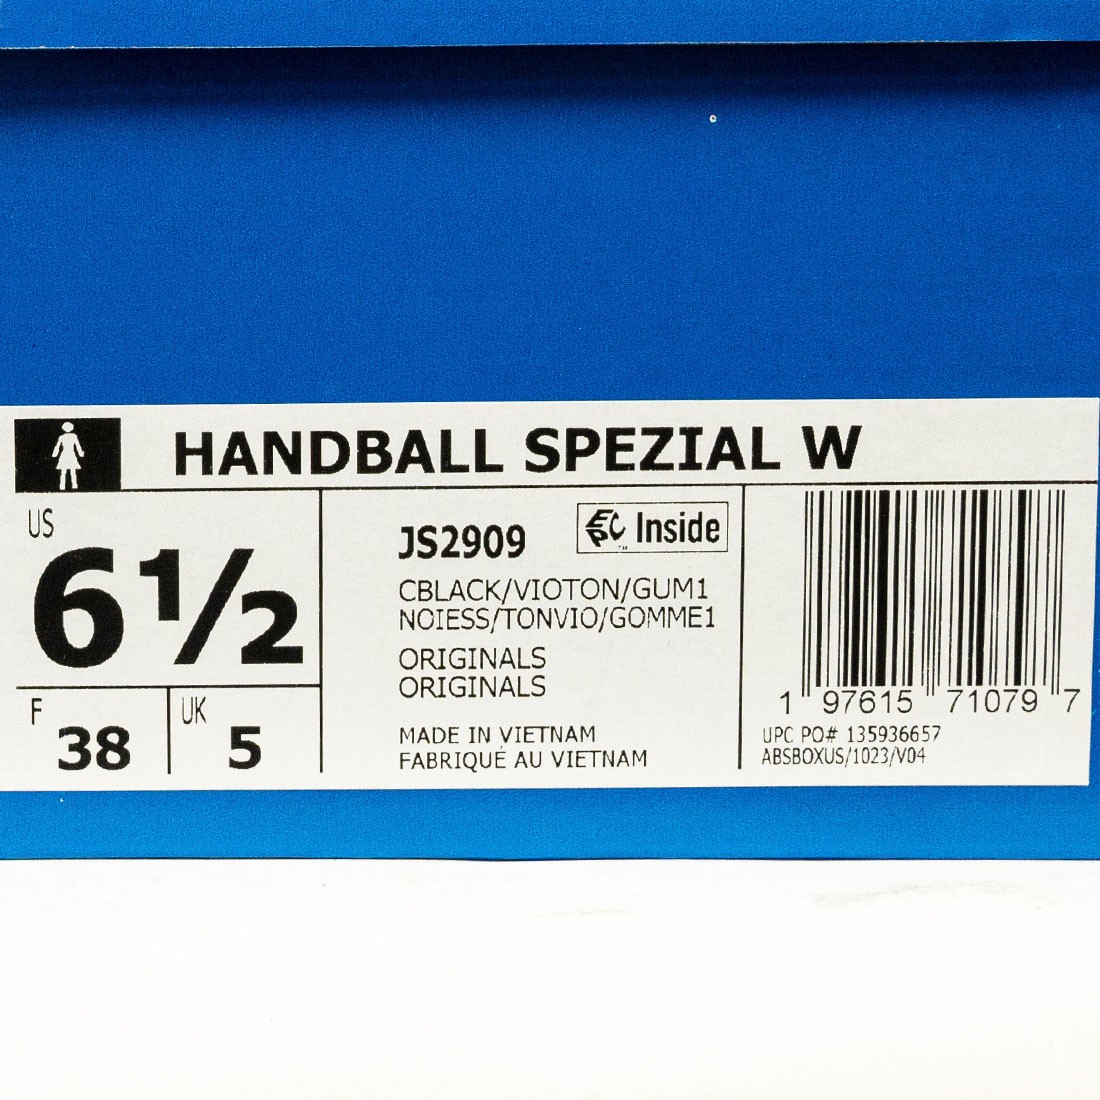 HANDBALL SPEZIAL W
US
6½
F
38
UK
5
JS2909
EPC™ Inside
CBLACK/VIOTON/GUM1
NOIESS/TONVIO/GOMME1
ORIGINALS
ORIGINALS
MADE IN VIETNAM
FABRIQUÉ AU VIETNAM
1 97615 71079 7
UPC PO# 135936657
ABSBOXUS/1023/V04